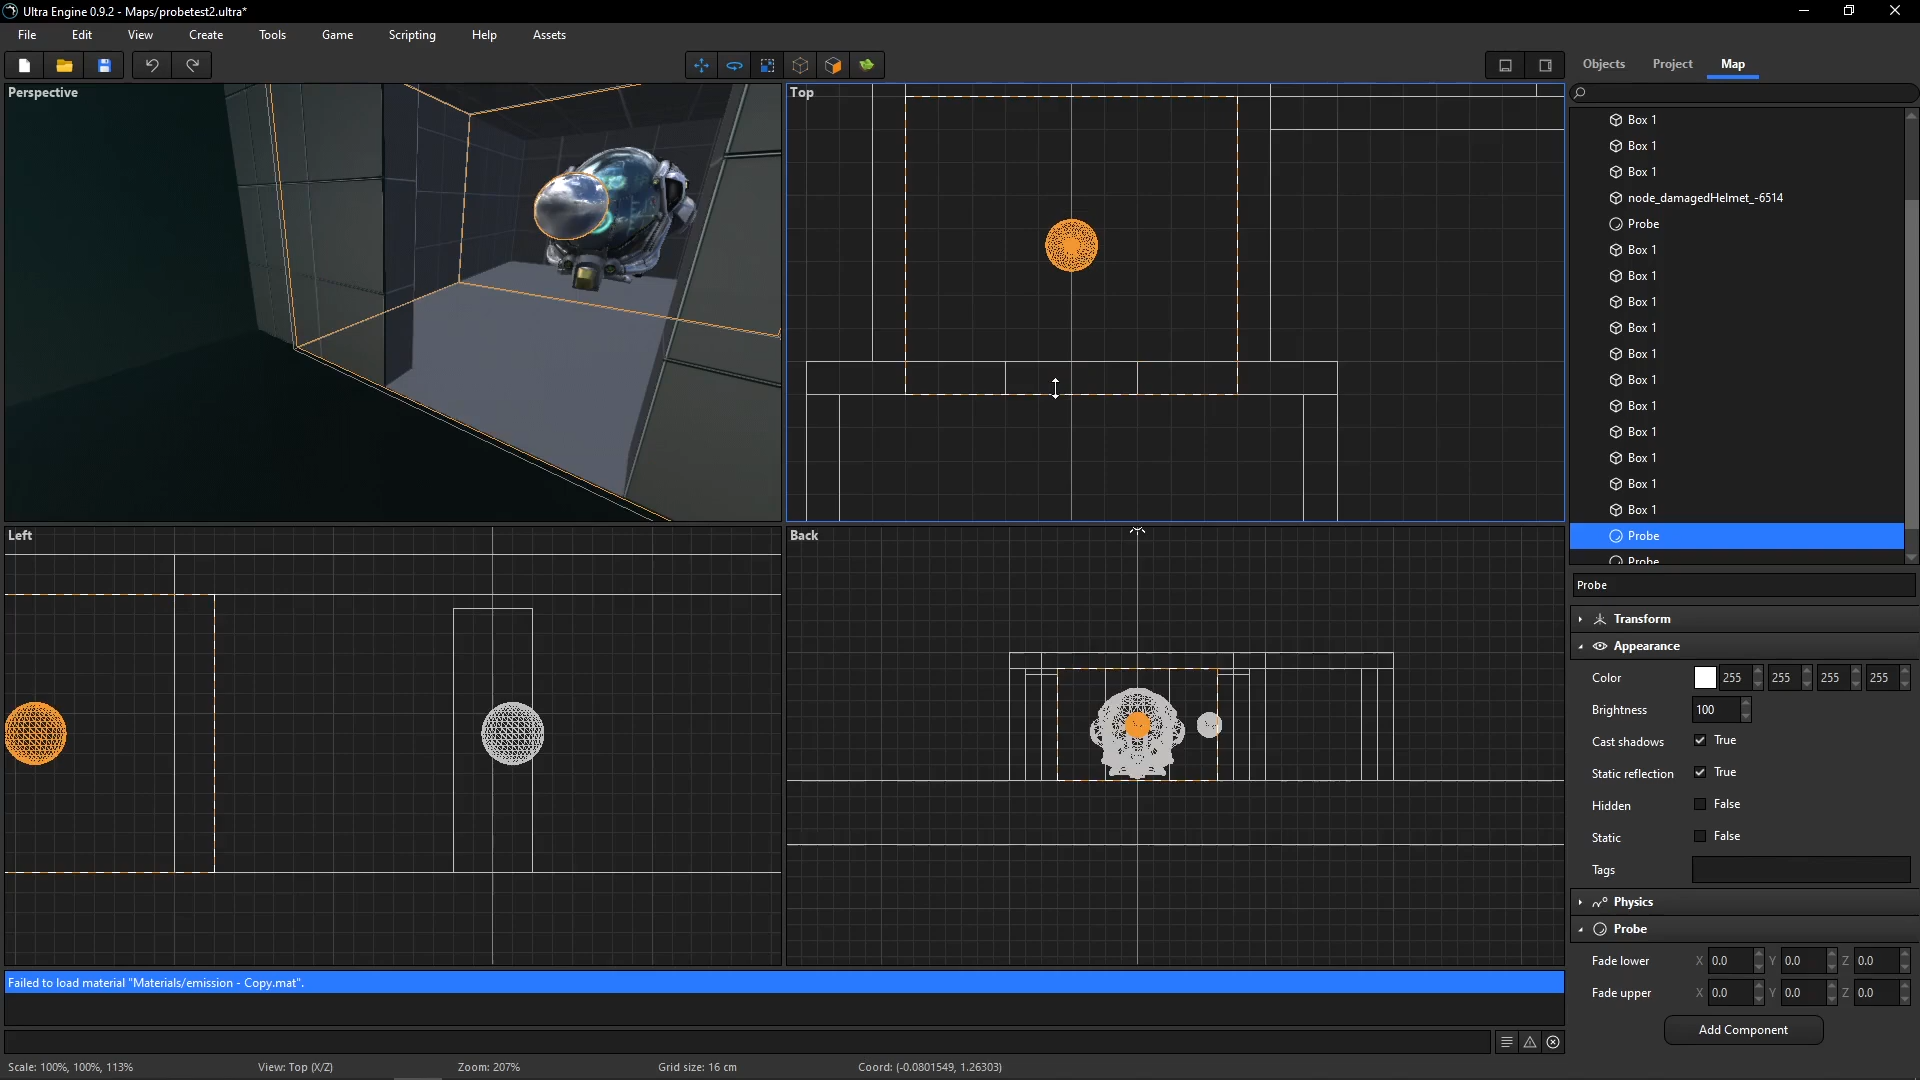 Ultra Engine 0.9.2 - Maps/probetest2.ultra*
File Edit View Create Tools Game Scripting Help Assets
Objects Project Map
Perspective
Top
Left
Back
Box 1
Box 1
Box 1
node_damagedHelmet_-6514
Probe
Box 1
Box 1
Box 1
Box 1
Box 1
Box 1
Box 1
Box 1
Box 1
Box 1
Box 1
Probe
Probe
Probe
Transform
Appearance
Color 255 255 255 255
Brightness 100
Cast shadows True
Static reflection True
Hidden False
Static False
Tags
Physics
Probe
Fade lower X 0.0 Y 0.0 Z 0.0
Fade upper X 0.0 Y 0.0 Z 0.0
Add Component
Failed to load material "Materials/emission - Copy.mat".
Scale: 100%, 100%, 113% View: Top (X/Z) Zoom: 207% Grid size: 16 cm Coord: (-0.0801549, 1.26303)